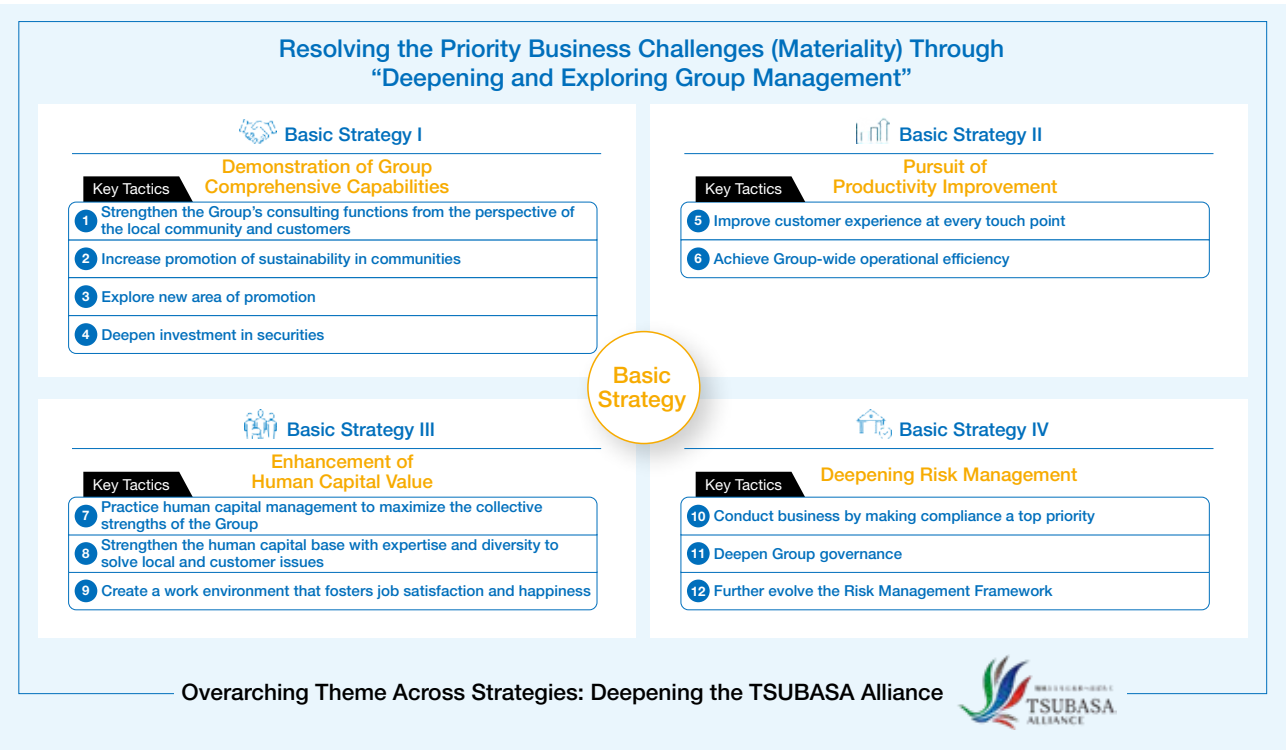 Resolving the Priority Business Challenges (Materiality) Through
“Deepening and Exploring Group Management”
Basic Strategy I
Demonstration of Group
Comprehensive Capabilities
Key Tactics
1 Strengthen the Group’s consulting functions from the perspective of
the local community and customers
2 Increase promotion of sustainability in communities
3 Explore new area of promotion
4 Deepen investment in securities
Basic Strategy II
Pursuit of
Productivity Improvement
Key Tactics
5 Improve customer experience at every touch point
6 Achieve Group-wide operational efficiency
Basic
Strategy
Basic Strategy III
Enhancement of
Human Capital Value
Key Tactics
7 Practice human capital management to maximize the collective
strengths of the Group
8 Strengthen the human capital base with expertise and diversity to
solve local and customer issues
9 Create a work environment that fosters job satisfaction and happiness
Basic Strategy IV
Deepening Risk Management
Key Tactics
10 Conduct business by making compliance a top priority
11 Deepen Group governance
12 Further evolve the Risk Management Framework
Overarching Theme Across Strategies: Deepening the TSUBASA Alliance
TSUBASA
ALLIANCE